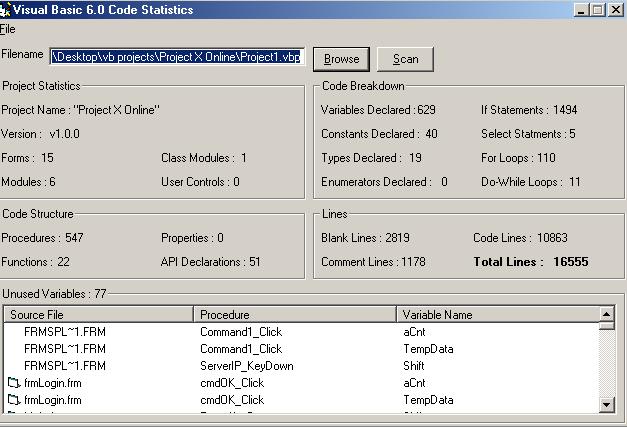 Visual Basic 6.0 Code Statistics
File
Filename \Desktop\vb projects\Project X Online\Project1.vbp Browse Scan
Project Statistics
Project Name : "Project X Online"
Version : v1.0.0
Forms : 15 Class Modules : 1
Modules : 6 User Controls : 0
Code Breakdown
Variables Declared : 629 If Statements : 1494
Constants Declared : 40 Select Statments : 5
Types Declared : 19 For Loops : 110
Enumerators Declared : 0 Do-While Loops : 11
Code Structure
Procedures : 547 Properties : 0
Functions : 22 API Declarations : 51
Lines
Blank Lines : 2819 Code Lines : 10863
Comment Lines : 1178 Total Lines : 16555
Unused Variables : 77
Source File Procedure Variable Name
FRMSPL~1.FRM Command1_Click aCnt
FRMSPL~1.FRM Command1_Click TempData
FRMSPL~1.FRM ServerIP_KeyDown Shift
frmLogin.frm cmdOK_Click aCnt
frmLogin.frm cmdOK_Click TempData